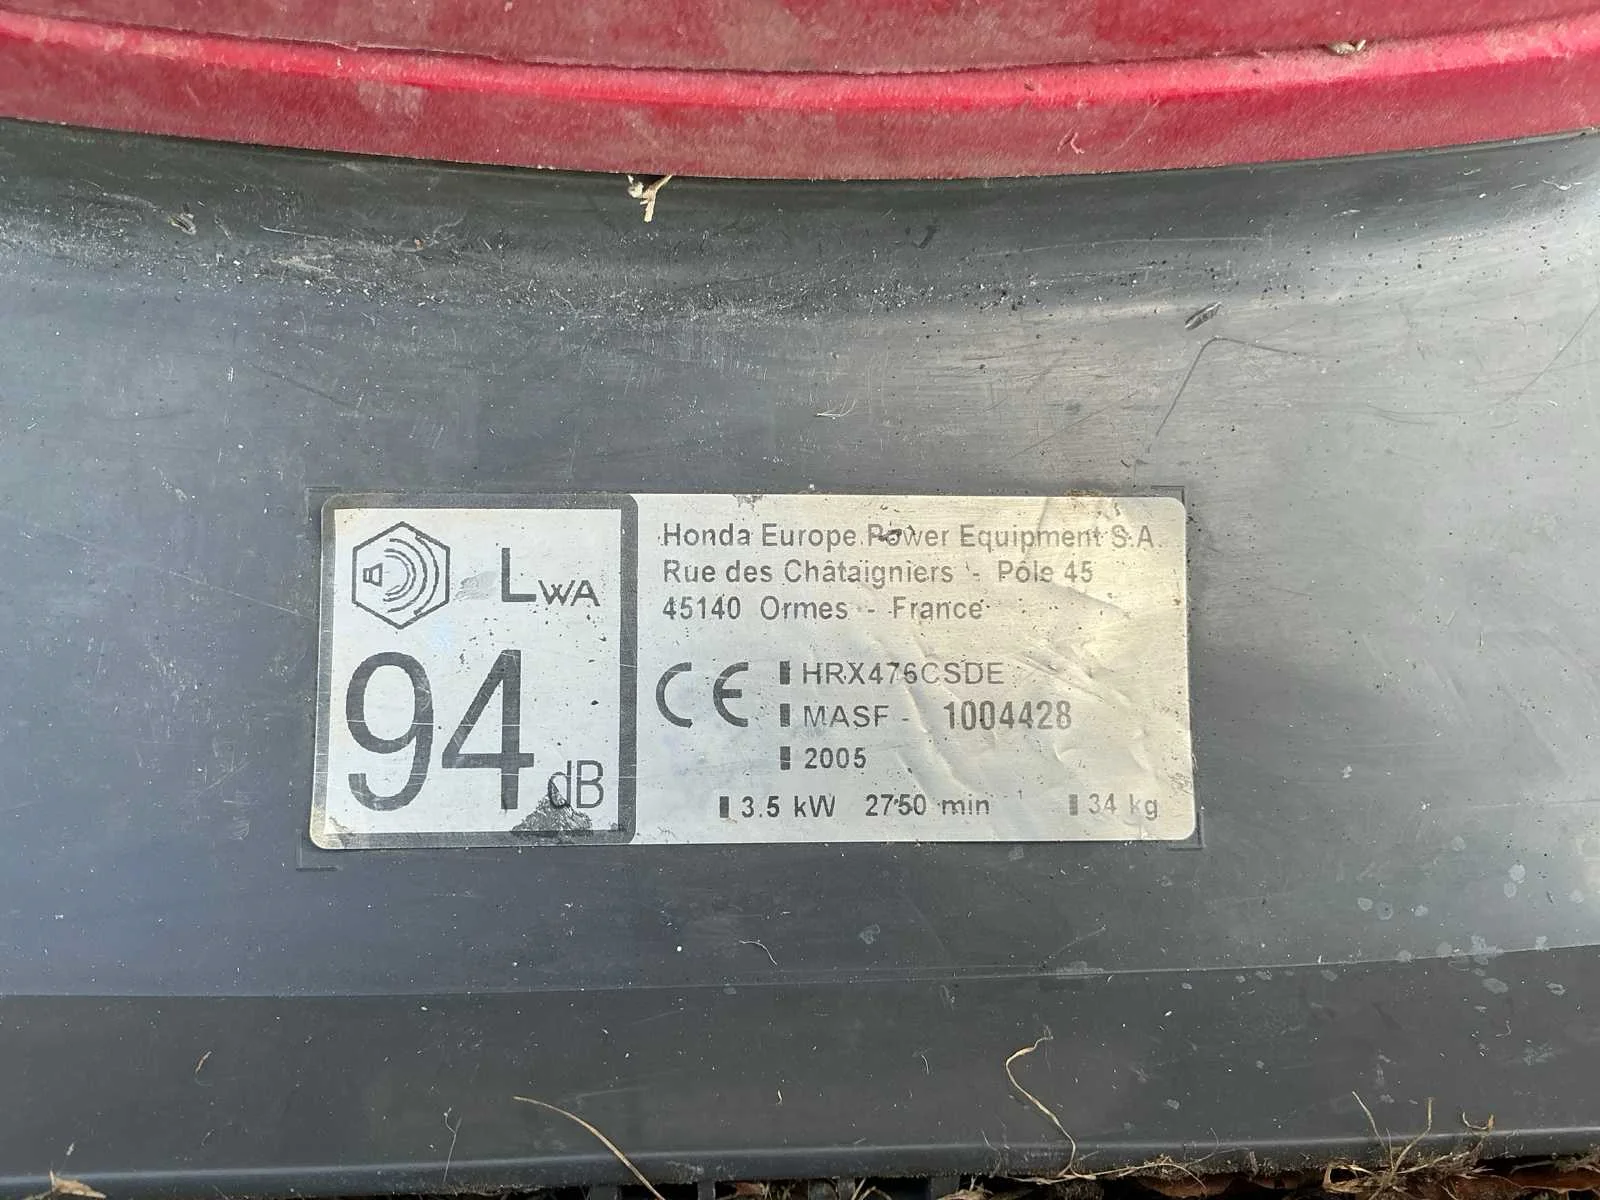 LWA
94 dB
Honda Europe Power Equipment S.A.
Rue des Châtaigniers - Pôle 45
45140 Ormes - France
CE
HRX476CSDE
MASF - 1004428
2005
3.5 kW 2750 min 34 kg